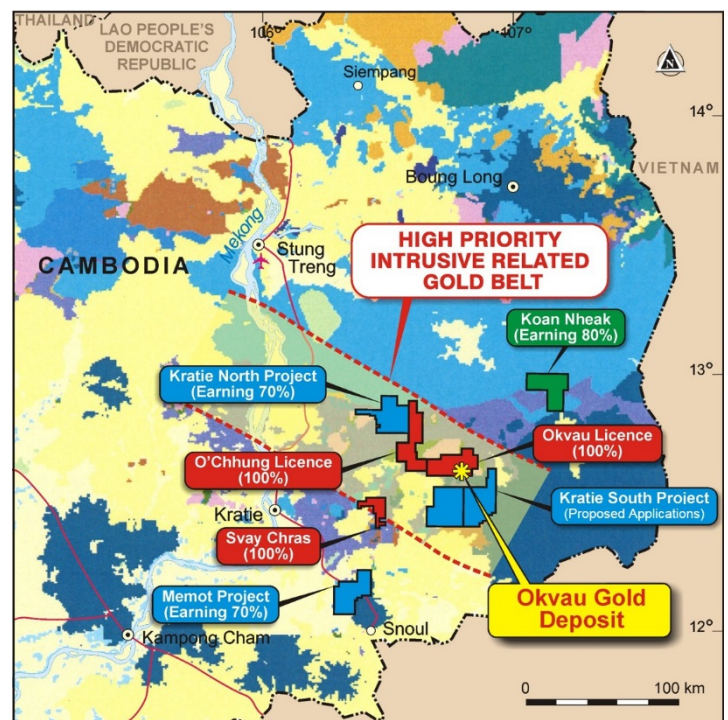 THAILAND
LAO PEOPLE'S
DEMOCRATIC
REPUBLIC
106
107
N
Siempang
14°
Boung Long
VIETNAM
Mekong
Stung
Treng
CAMBODIA
HIGH PRIORITY
INTRUSIVE RELATED
GOLD BELT
Koan Nheak
(Earning 80%)
13°
Kratie North Project
(Earning 70%)
O'Chhung Licence
(100%)
Okvau Licence
(100%)
Kratie South Project
(Proposed Applications)
Kratie
Svay Chras
(100%)
Memot Project
(Earning 70%)
Okvau Gold
Deposit
Snoul
12°
Kampong Cham
0 100 km